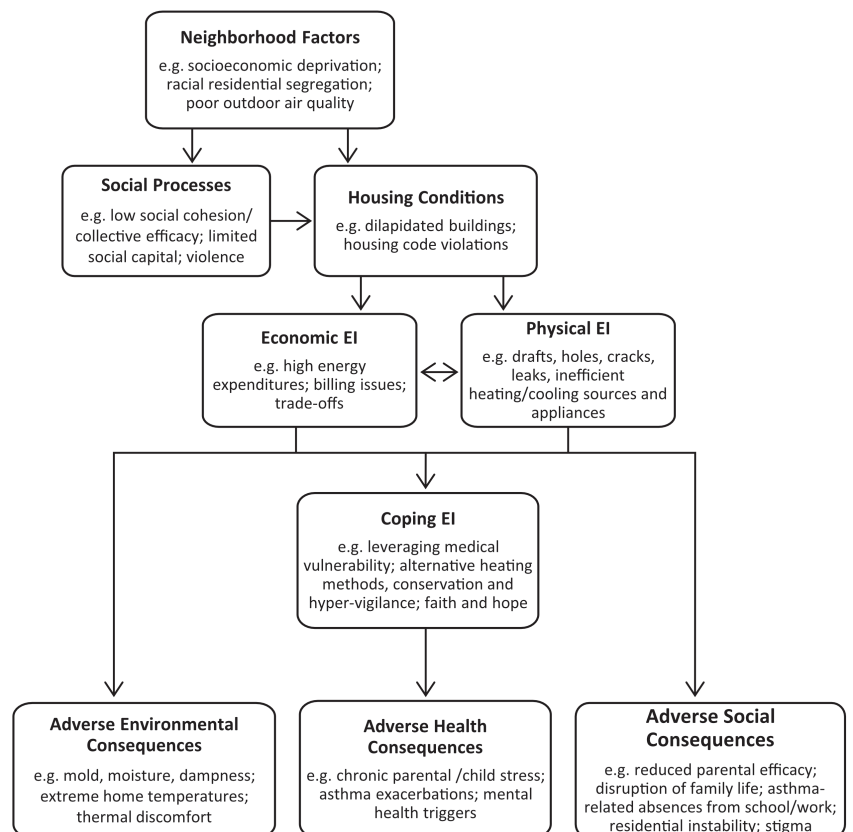 Neighborhood Factors
e.g. socioeconomic deprivation;
racial residential segregation;
poor outdoor air quality
Social Processes
e.g. low social cohesion/
collective efficacy; limited
social capital; violence
Housing Conditions
e.g. dilapidated buildings;
housing code violations
Economic EI
e.g. high energy
expenditures; billing issues;
trade-offs
Physical EI
e.g. drafts, holes, cracks,
leaks, inefficient
heating/cooling sources and
appliances
Coping EI
e.g. leveraging medical
vulnerability; alternative heating
methods, conservation and
hyper-vigilance; faith and hope
Adverse Environmental
Consequences
e.g. mold, moisture, dampness;
extreme home temperatures;
thermal discomfort
Adverse Health
Consequences
e.g. chronic parental /child stress;
asthma exacerbations; mental
health triggers
Adverse Social
Consequences
e.g. reduced parental efficacy;
disruption of family life; asthma-
related absences from school/work;
residential instability; stigma